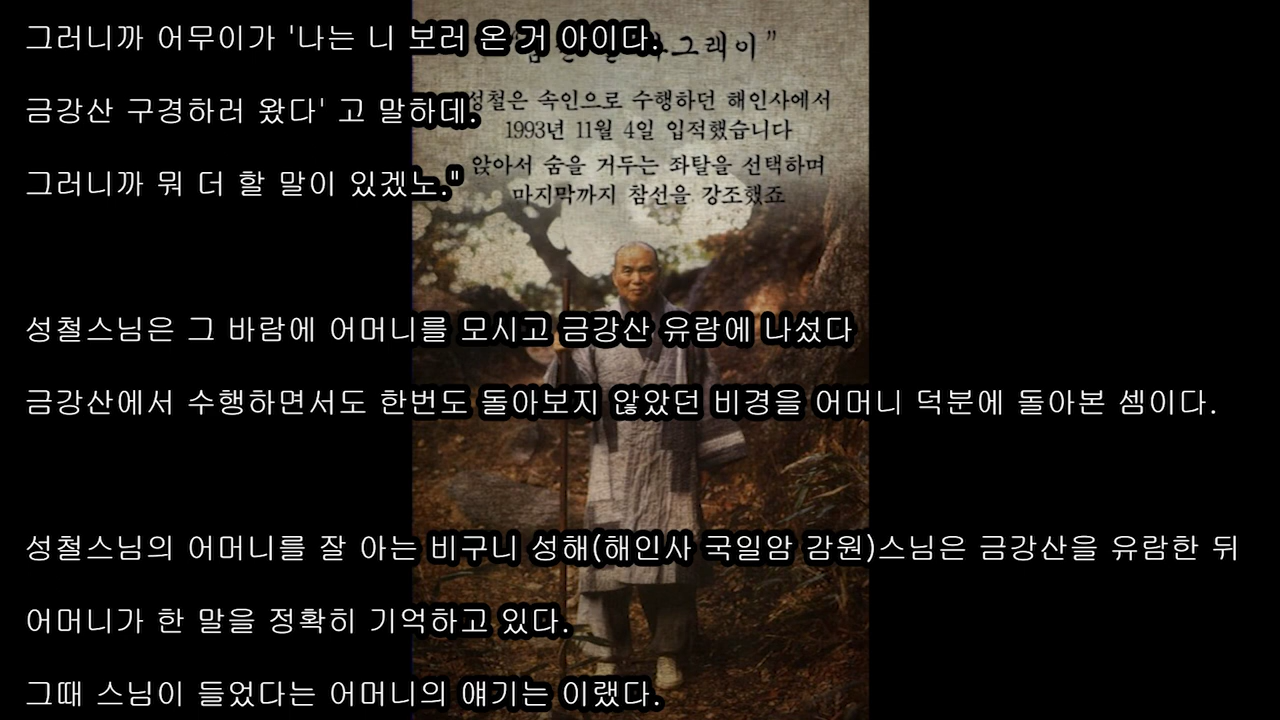 그러니까 어무이가 '나는 니 보러 온 거 아이다.
그레이"
금강산 구경하러 왔다' 고 말하데.
그러니까 뭐 더 할 말이 있겠노."
성철은 속인으로 수행하던 해인사에서
1993년 11월 4일 입적했습니다
앉아서 숨을 거두는 좌탈을 선택하며
마지막까지 참선을 강조했죠
성철스님은 그 바람에 어머니를 모시고 금강산 유람에 나섰다
금강산에서 수행하면서도 한번도 돌아보지 않았던 비경을 어머니 덕분에 돌아본 셈이다.
성철스님의 어머니를 잘 아는 비구니 성해(해인사 국일암 감원)스님은 금강산을 유람한 뒤
어머니가 한 말을 정확히 기억하고 있다.
그때 스님이 들었다는 어머니의 얘기는 이랬다.